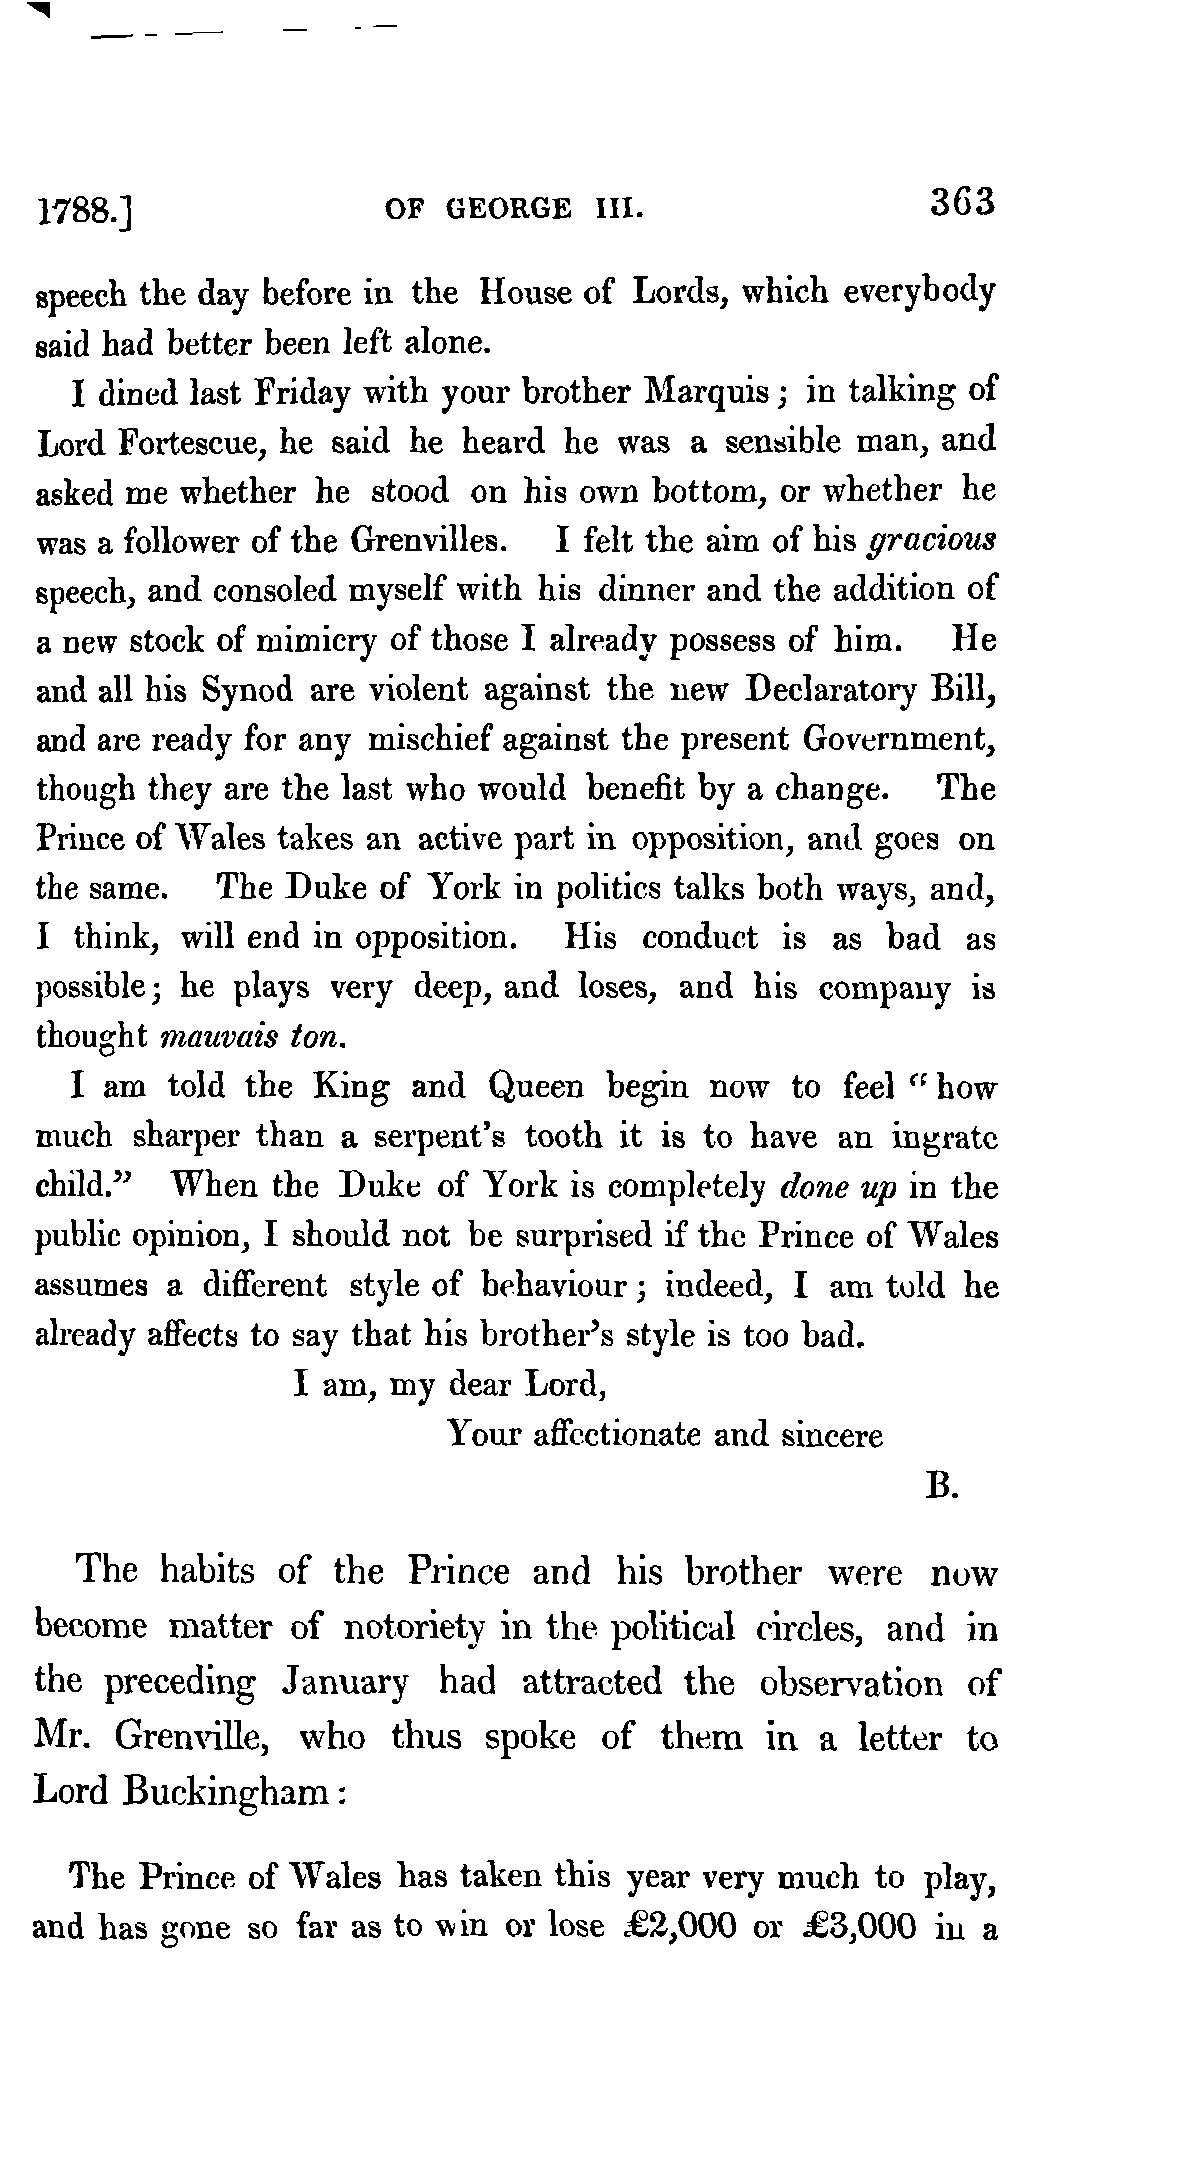 1788.] OF GEORGE III. 363
speech the day before in the House of Lords, which everybody
said had better been left alone.
I dined last Friday with your brother Marquis; in talking of
Lord Fortescue, he said he heard he was a sensible man, and
asked me whether he stood on his own bottom, or whether he
was a follower of the Grenvilles. I felt the aim of his gracious
speech, and consoled myself with his dinner and the addition of
a new stock of mimicry of those I already possess of him. He
and all his Synod are violent against the new Declaratory Bill,
and are ready for any mischief against the present Government,
though they are the last who would benefit by a change. The
Prince of Wales takes an active part in opposition, and goes on
the same. The Duke of York in politics talks both ways, and,
I think, will end in opposition. His conduct is as bad as
possible; he plays very deep, and loses, and his company is
thought mauvais ton.
I am told the King and Queen begin now to feel "how
much sharper than a serpent's tooth it is to have an ingrate
child." When the Duke of York is completely done up in the
public opinion, I should not be surprised if the Prince of Wales
assumes a different style of behaviour; indeed, I am told he
already affects to say that his brother's style is too bad.
I am, my dear Lord,
Your affectionate and sincere
B.
The habits of the Prince and his brother were now
become matter of notoriety in the political circles, and in
the preceding January had attracted the observation of
Mr. Grenville, who thus spoke of them in a letter to
Lord Buckingham:
The Prince of Wales has taken this year very much to play,
and has gone so far as to win or lose £2,000 or £3,000 in a